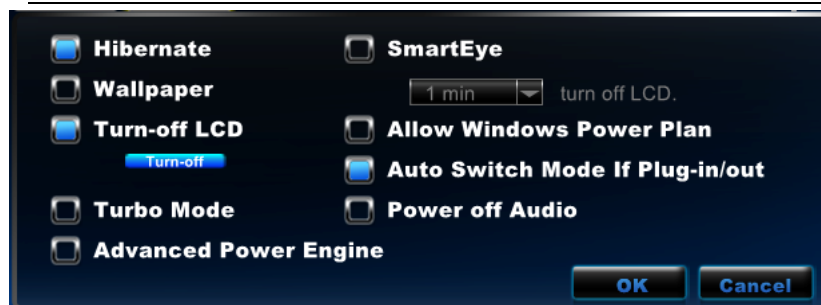 Hibernate
SmartEye
Wallpaper
1 min turn off LCD.
Turn-off LCD
Allow Windows Power Plan
Turn-off
Auto Switch Mode If Plug-in/out
Turbo Mode
Power off Audio
Advanced Power Engine
OK
Cancel